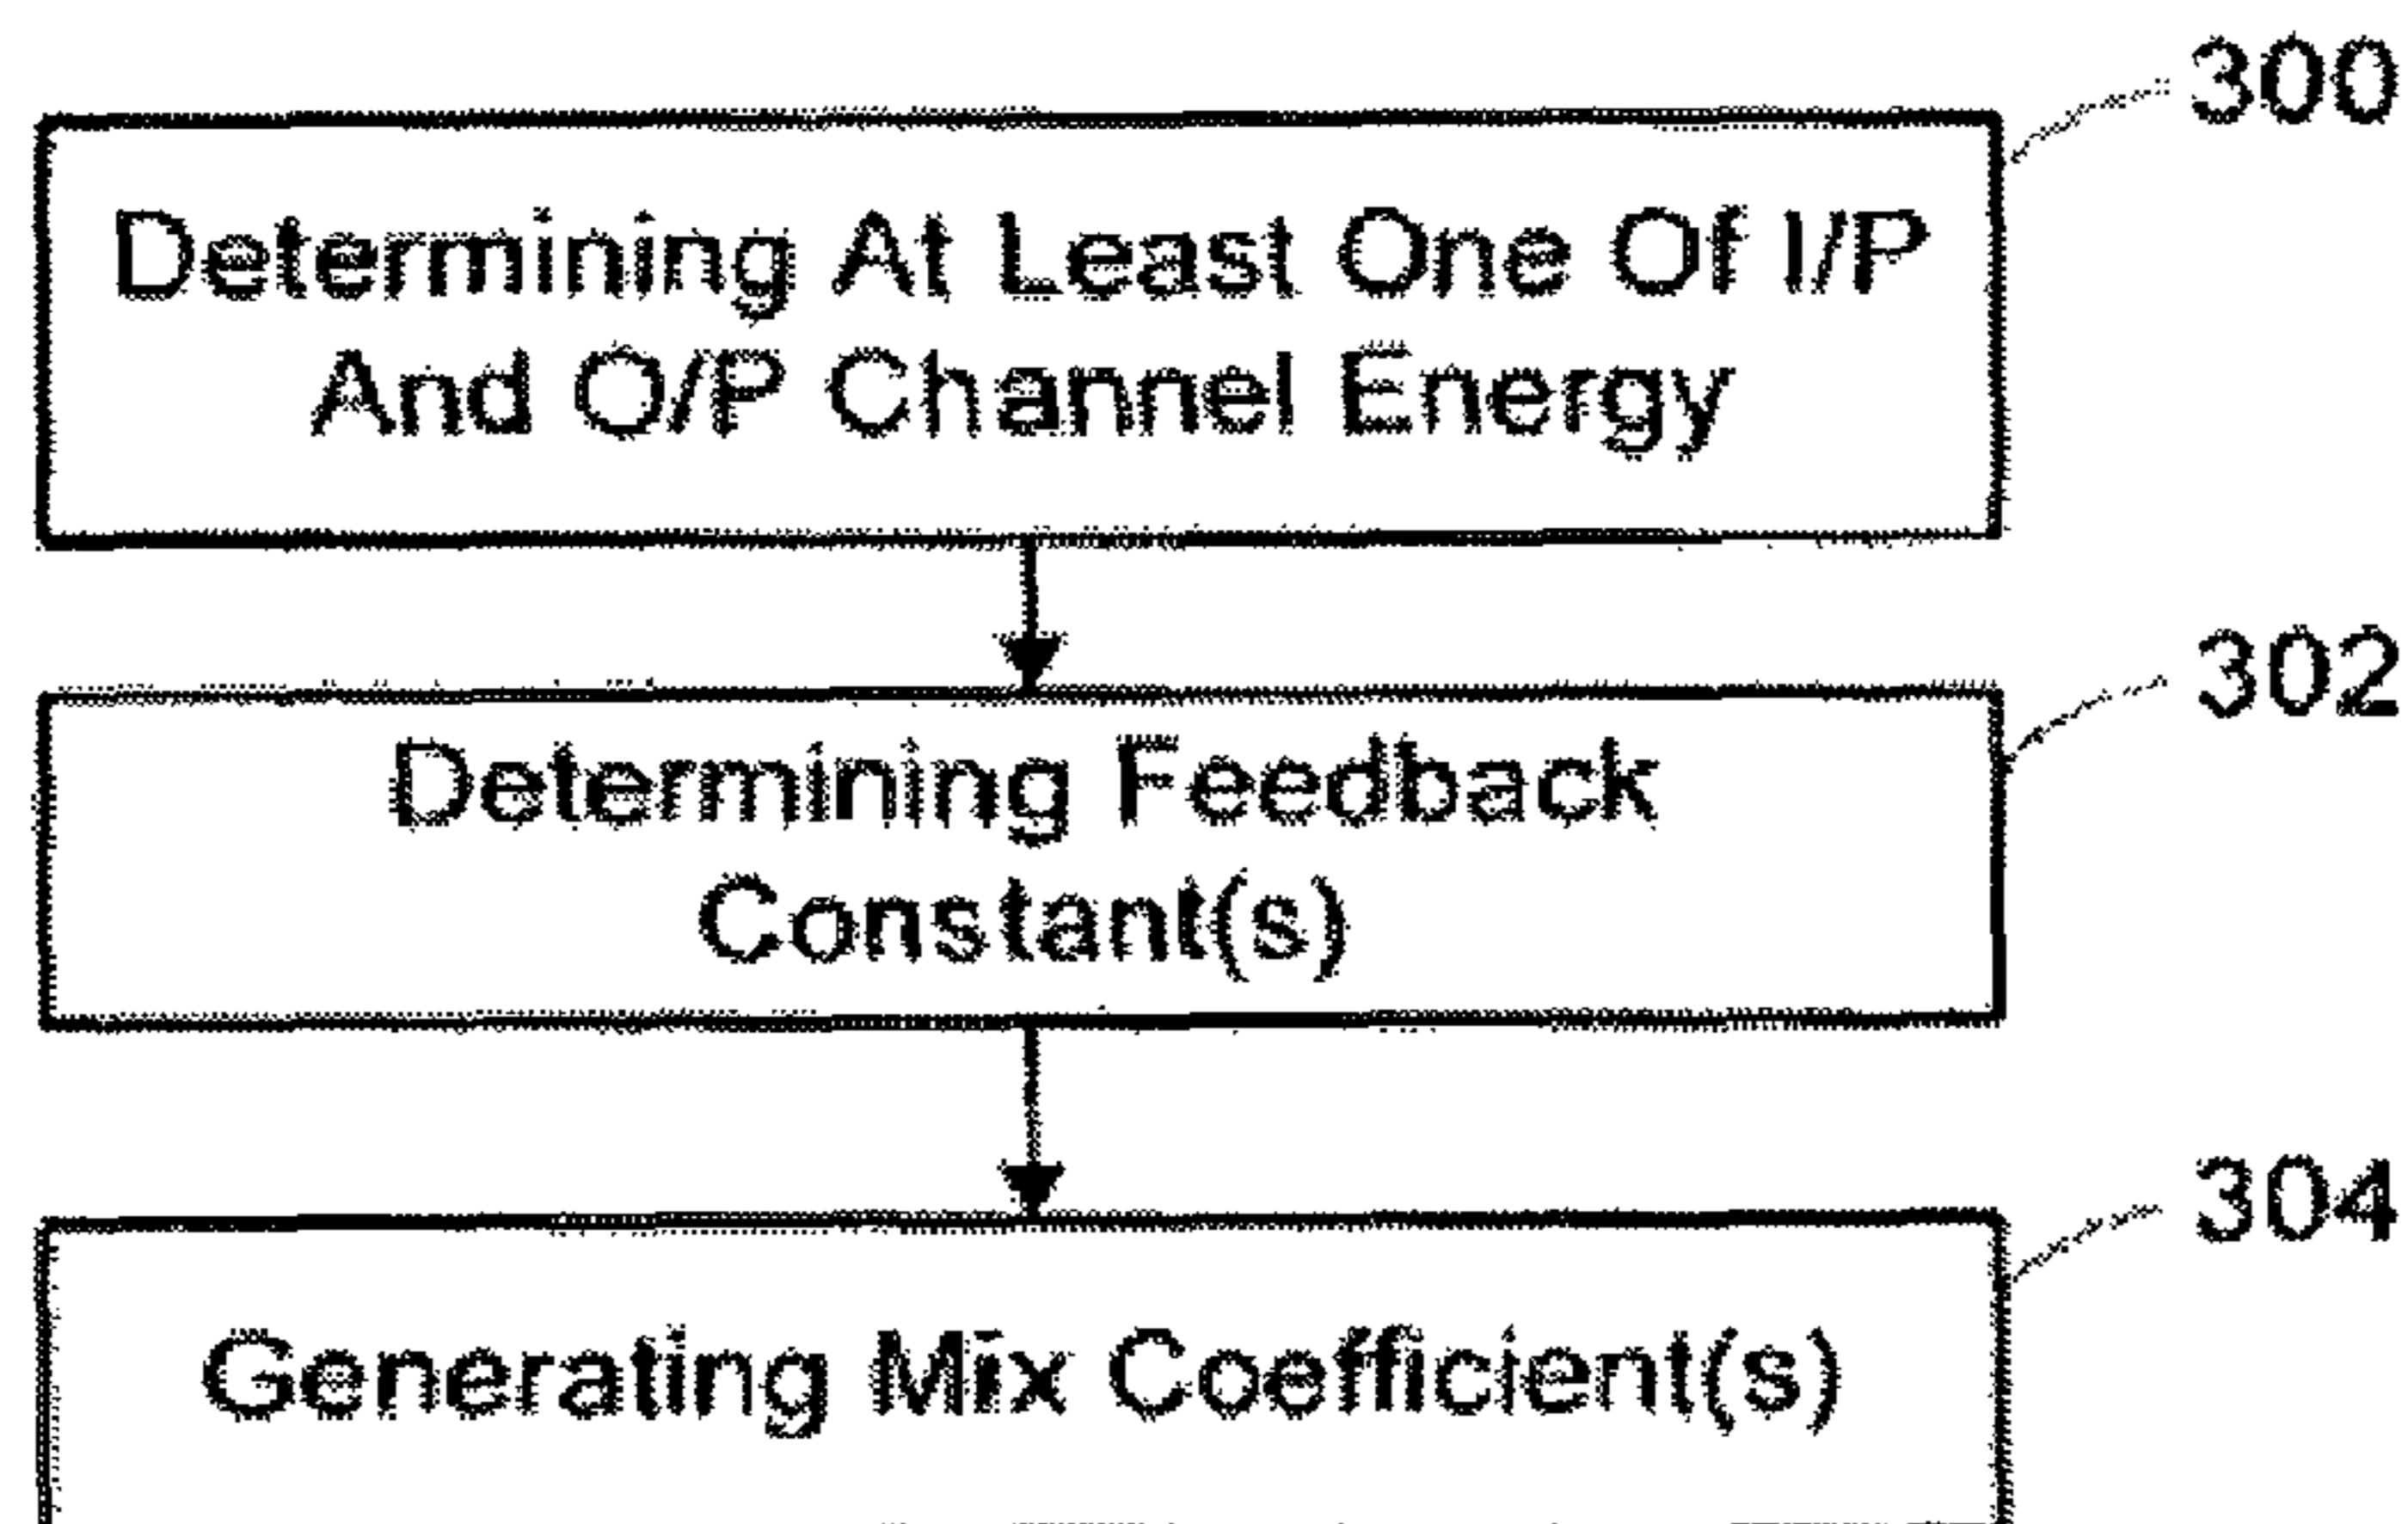 300
Determining At Least One Of I/P
And O/P Channel Energy
302
Determining Feedback
Constant(s)
304
Generating Mix Coefficient(s)